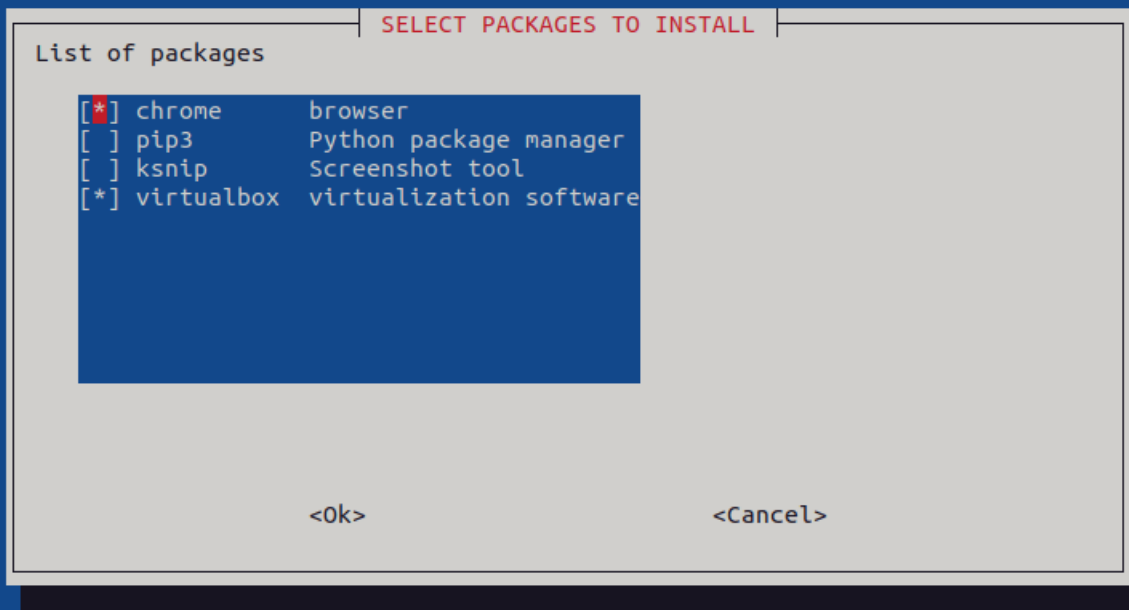 SELECT PACKAGES TO INSTALL
List of packages
[*] chrome browser
[ ] pip3 Python package manager
[ ] ksnip Screenshot tool
[*] virtualbox virtualization software
<Ok> <Cancel>